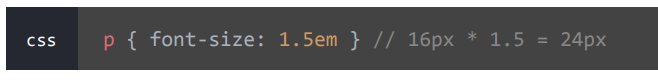 css p { font-size: 1.5em } // 16px * 1.5 = 24px